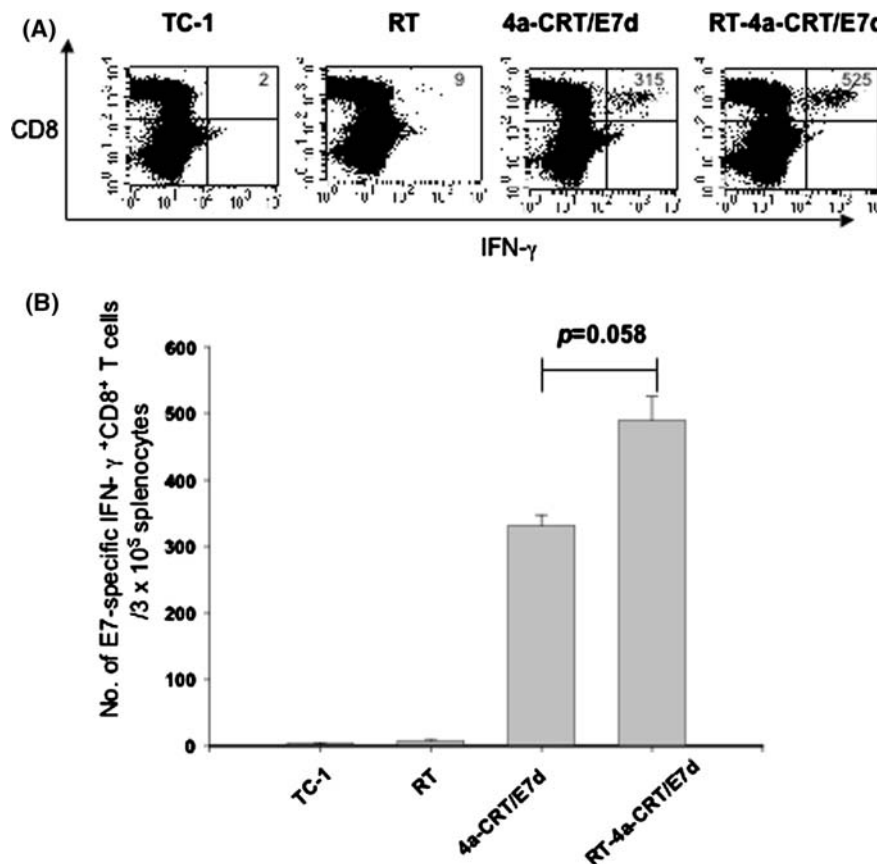 (A)
TC-1 RT 4a-CRT/E7d RT-4a-CRT/E7d
CD8
2 9 315 525
IFN-γ
(B)
p=0.058
No. of E7-specific IFN- γ ⁺CD8⁺ T cells
/3 x 10⁵ splenocytes
600
500
400
300
200
100
0
TC-1 RT 4a-CRT/E7d RT-4a-CRT/E7d